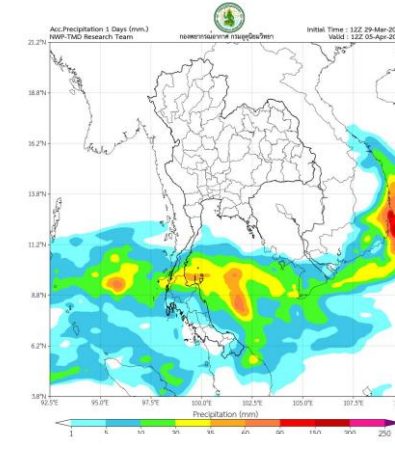 Acc.Precipitation 1 Days (mm.)
NWP-TMD Research Team
กองพยากรณ์อากาศ กรมอุตุนิยมวิทยา
Initial Time : 12Z 29-Mar-20
Valid : 12Z 05-Apr-20
21.2°N
18.8°N
16.2°N
13.8°N
11.2°N
8.8°N
6.2°N
3.8°N
92.5°E 95.0°E 97.5°E 100.0°E 102.5°E 105.0°E 107.5°E
Precipitation (mm)
1 5 10 20 35 60 90 150 200 250